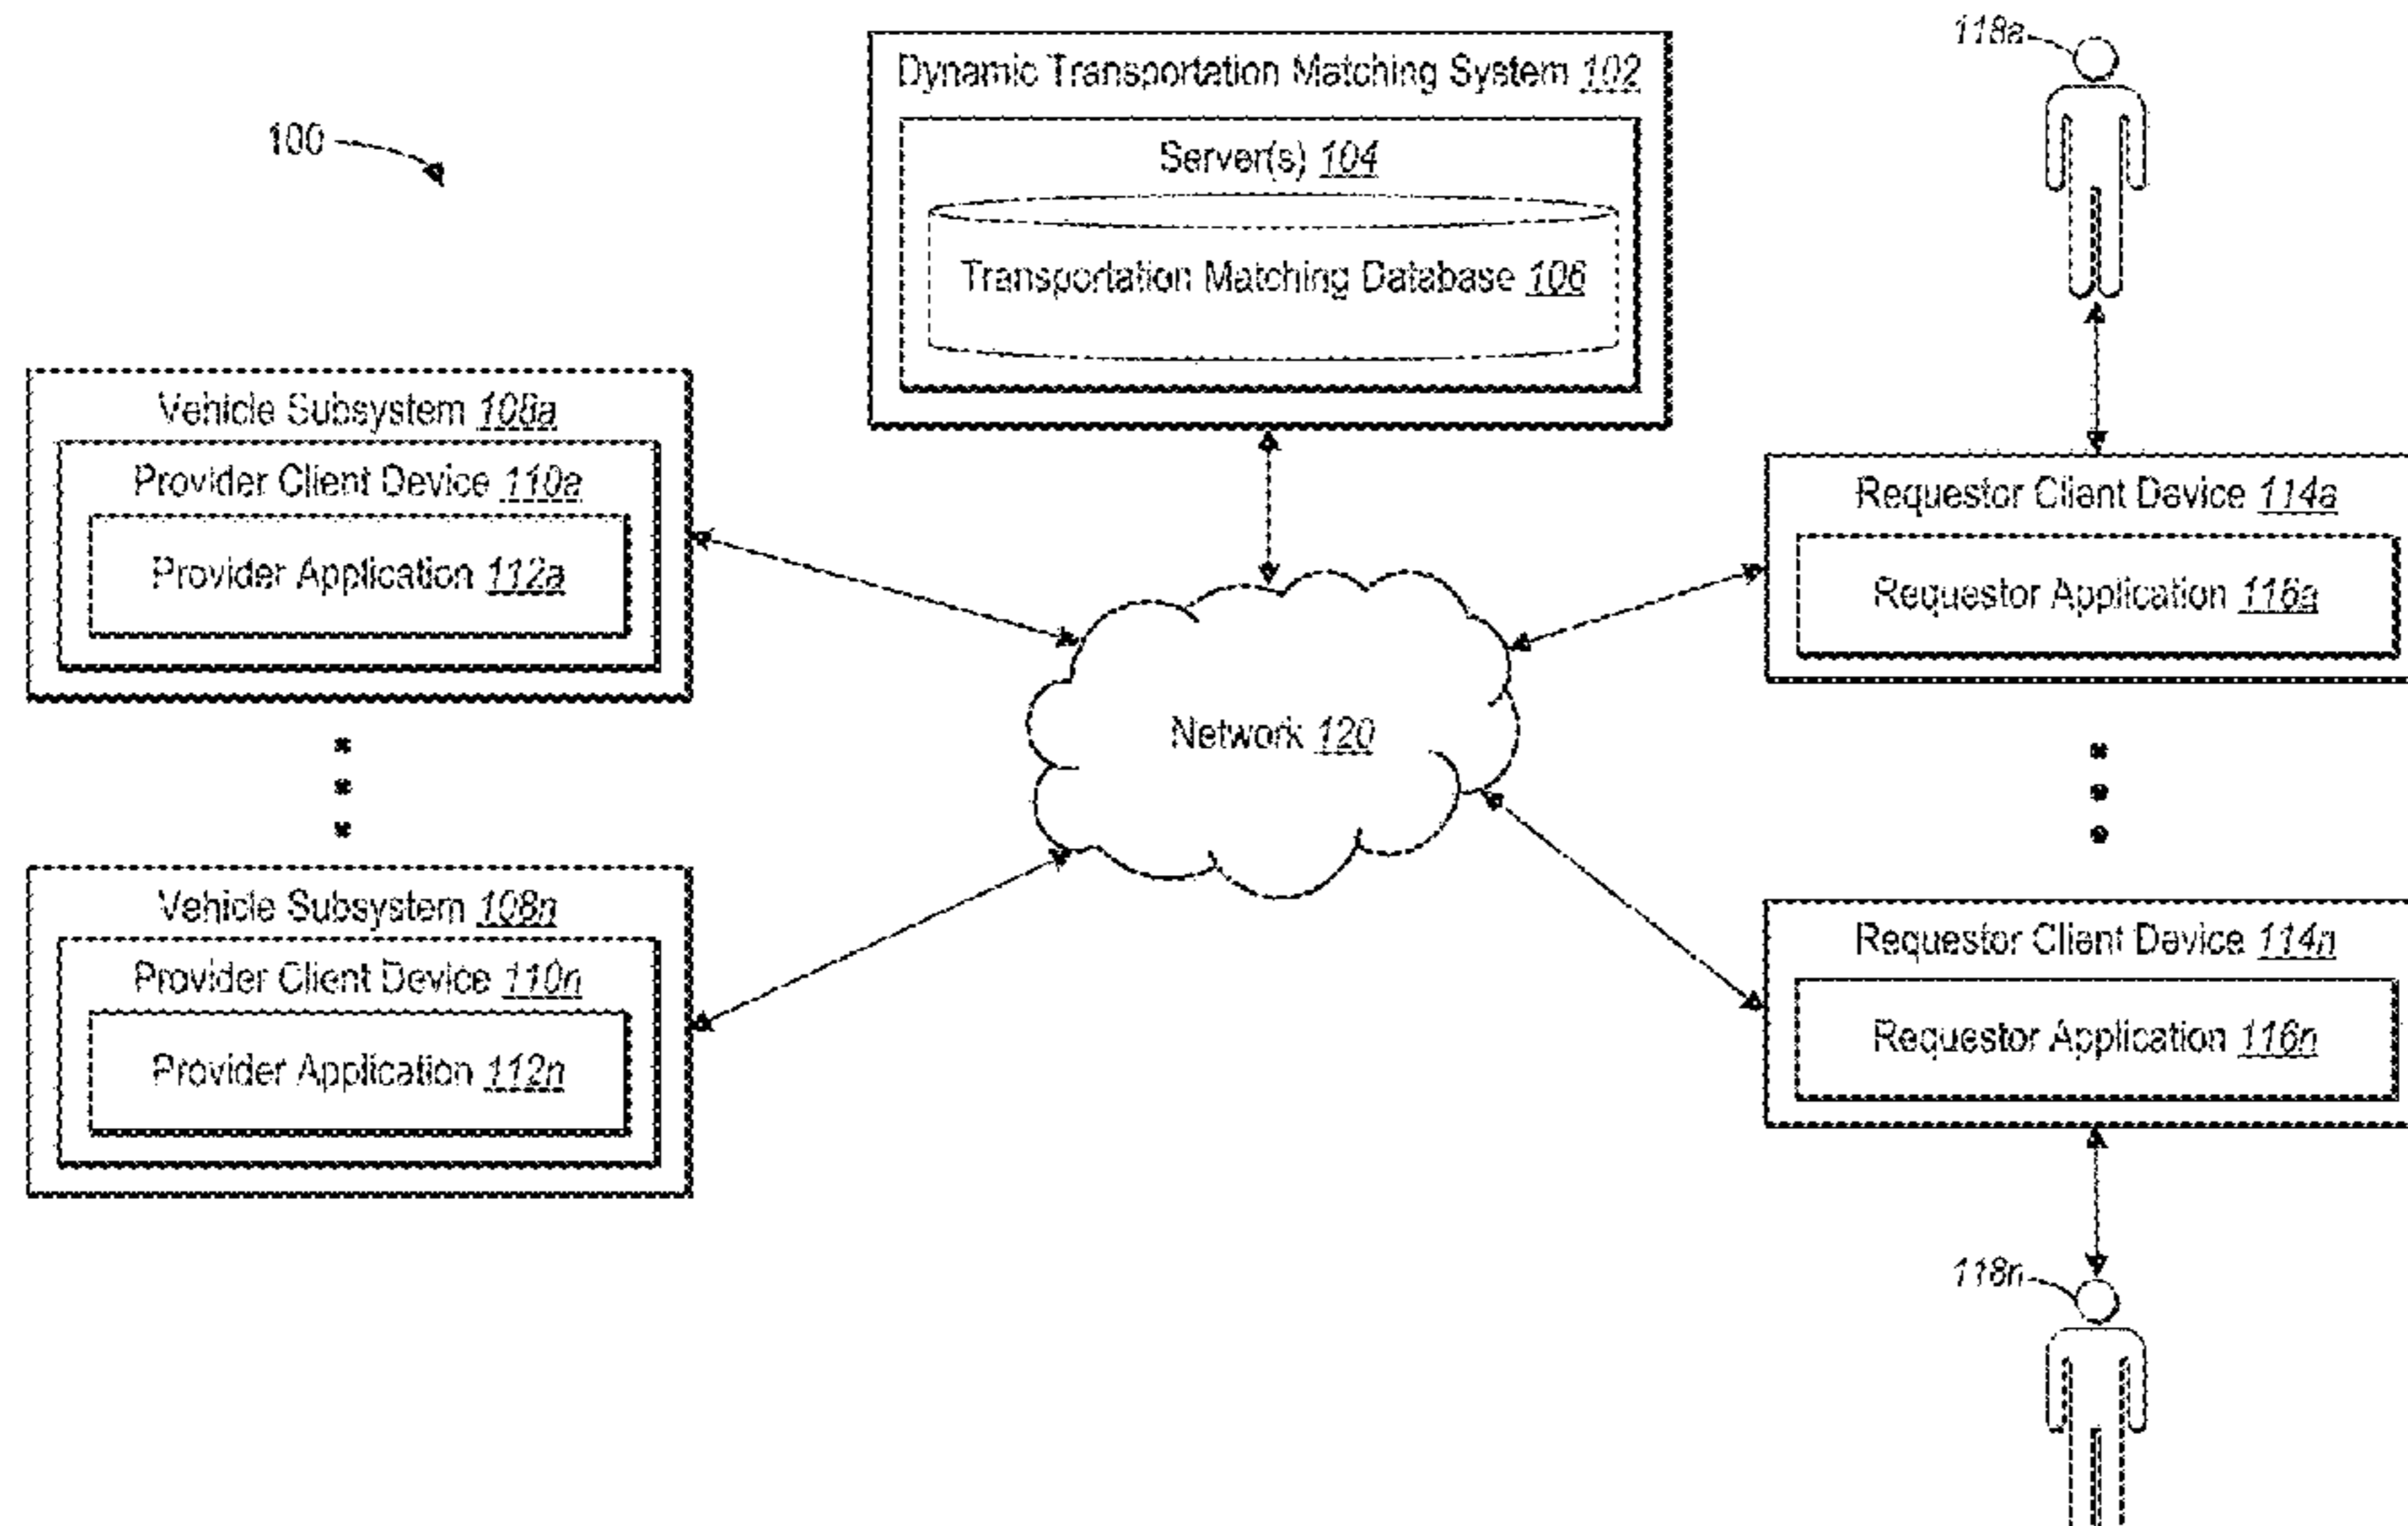 118a
Dynamic Transportation Matching System 102
100
Server(s) 104
Transportation Matching Database 106
Vehicle Subsystem 108a
Provider Client Device 110a
Provider Application 112a
Requestor Client Device 114a
Requestor Application 116a
Network 120
Vehicle Subsystem 108n
Provider Client Device 110n
Provider Application 112n
Requestor Client Device 114n
Requestor Application 116n
118n